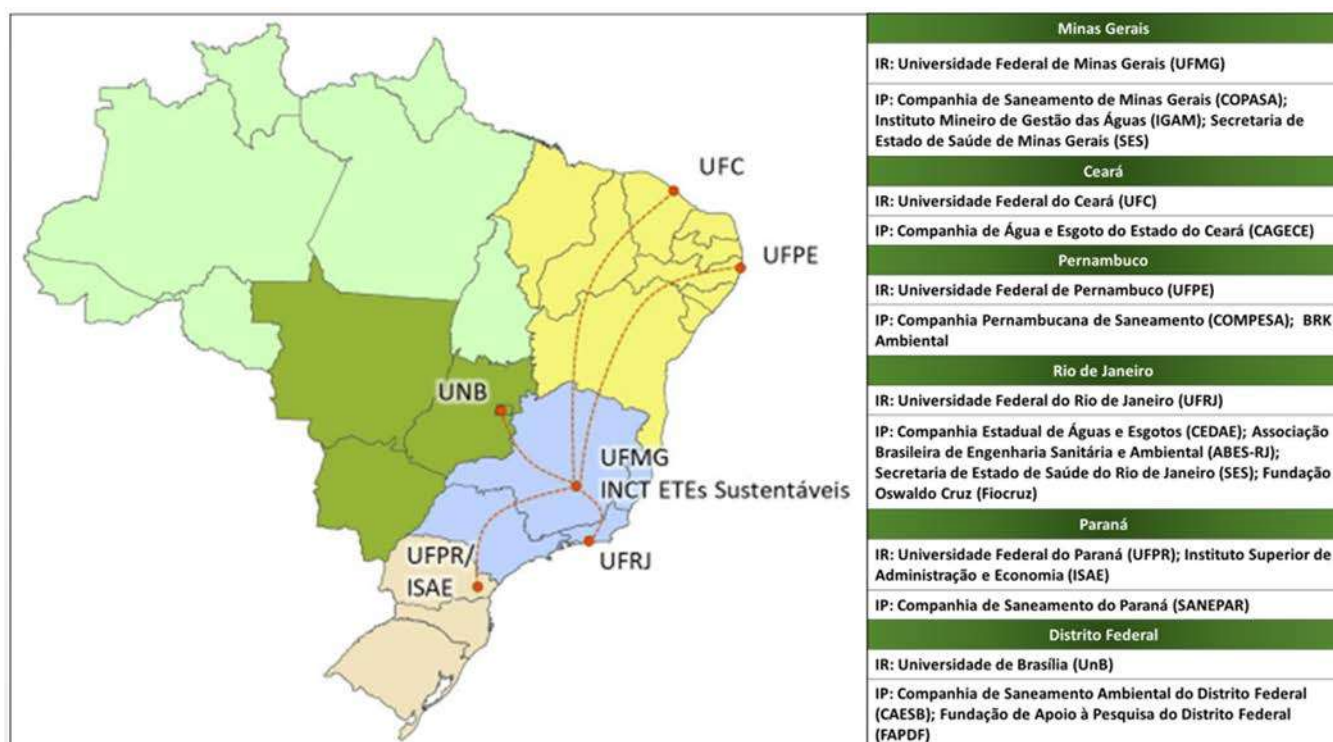 UFC
UFPE
UNB
UFMG
INCT ETEs Sustentáveis
UFPR/
ISAE
UFRJ
Minas Gerais
IR: Universidade Federal de Minas Gerais (UFMG)
IP: Companhia de Saneamento de Minas Gerais (COPASA);
Instituto Mineiro de Gestão das Águas (IGAM); Secretaria de
Estado de Saúde de Minas Gerais (SES)
Ceará
IR: Universidade Federal do Ceará (UFC)
IP: Companhia de Água e Esgoto do Estado do Ceará (CAGECE)
Pernambuco
IR: Universidade Federal de Pernambuco (UFPE)
IP: Companhia Pernambucana de Saneamento (COMPESA); BRK
Ambiental
Rio de Janeiro
IR: Universidade Federal do Rio de Janeiro (UFRJ)
IP: Companhia Estadual de Águas e Esgotos (CEDAE); Associação
Brasileira de Engenharia Sanitária e Ambiental (ABES-RJ);
Secretaria de Estado de Saúde do Rio de Janeiro (SES); Fundação
Oswaldo Cruz (Fiocruz)
Paraná
IR: Universidade Federal do Paraná (UFPR); Instituto Superior de
Administração e Economia (ISAE)
IP: Companhia de Saneamento do Paraná (SANEPAR)
Distrito Federal
IR: Universidade de Brasília (UnB)
IP: Companhia de Saneamento Ambiental do Distrito Federal
(CAESB); Fundação de Apoio à Pesquisa do Distrito Federal
(FAPDF)